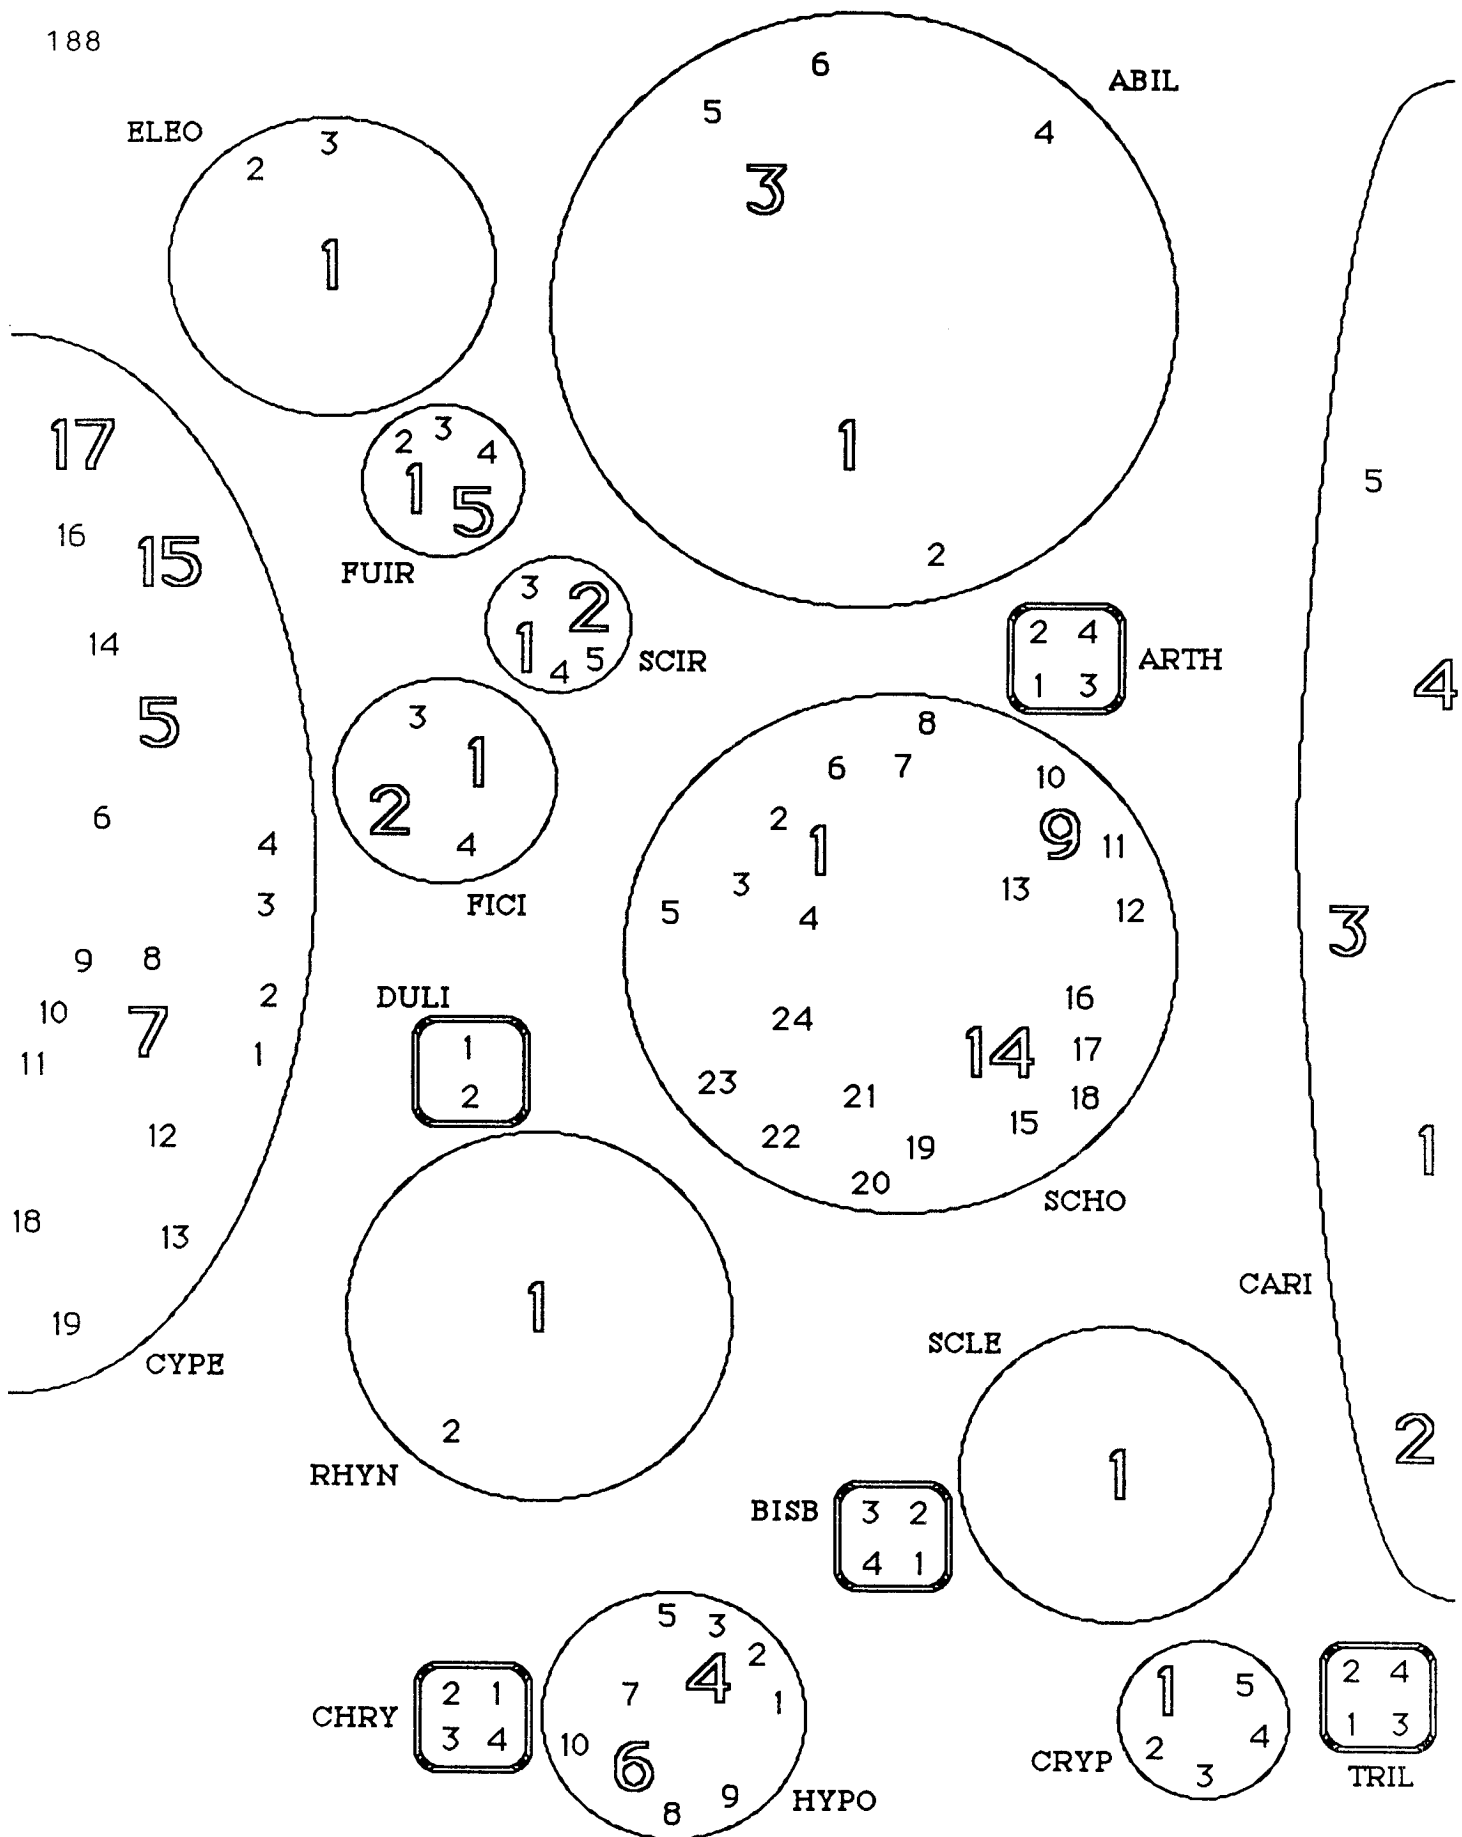 188
ELEO
2 3
1
ABIL
6
5 4
3
1
2
17
16 15
14
5
6 4
3
9 8
10 7 2
11 1
12
18 13
19
CYPE
2 3 4
1 5
FUIR
3 2
1 4 5
SCIR
2 4
1 3
ARTH
3 1
2 4
FICI
8
6 7 10
2 1 9 11
3 13
5 4 12
24 16
14 17
23 21 15 18
22 19
20
SCHO
DULI
1
2
5
4
3
1
2
CARI
1
2
RHYN
SCLE
1
BISB
3 2
4 1
CHRY
2 1
3 4
5 3 2
7 4 1
10 6
8 9
HYPO
1 5
2 4
3
CRYP
2 4
1 3
TRIL